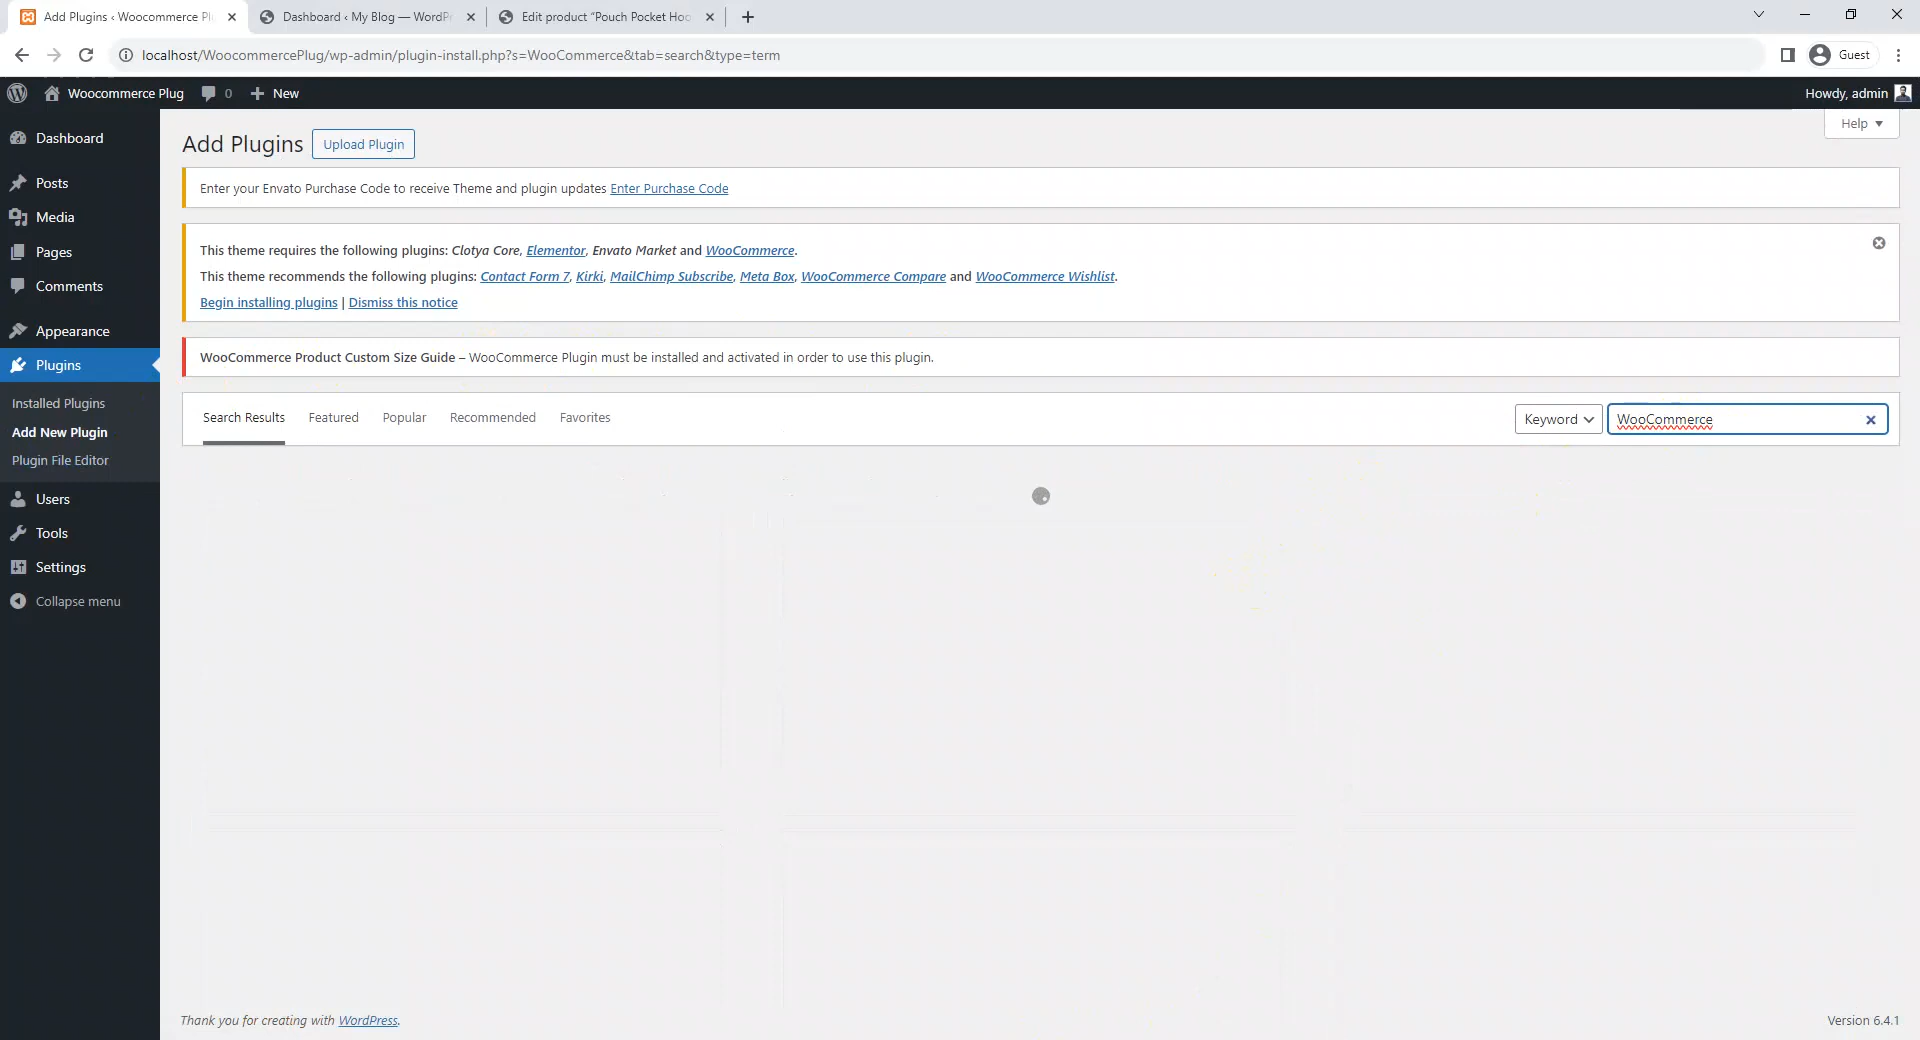 Add Plugins ‹ Woocommerce Pl
Dashboard ‹ My Blog — WordP
Edit product “Pouch Pocket Hoo
localhost/WoocommercePlug/wp-admin/plugin-install.php?s=WooCommerce&tab=search&type=term
Guest
Woocommerce Plug
0
New
Howdy, admin
Dashboard
Posts
Media
Pages
Comments
Appearance
Plugins
Installed Plugins
Add New Plugin
Plugin File Editor
Users
Tools
Settings
Collapse menu
Help
Add Plugins
Upload Plugin
Enter your Envato Purchase Code to receive Theme and plugin updates Enter Purchase Code
This theme requires the following plugins: Clotya Core, Elementor, Envato Market and WooCommerce.
This theme recommends the following plugins: Contact Form 7, Kirki, MailChimp Subscribe, Meta Box, WooCommerce Compare and WooCommerce Wishlist.
Begin installing plugins | Dismiss this notice
WooCommerce Product Custom Size Guide – WooCommerce Plugin must be installed and activated in order to use this plugin.
Search Results
Featured
Popular
Recommended
Favorites
Keyword
WooCommerce
Thank you for creating with WordPress.
Version 6.4.1